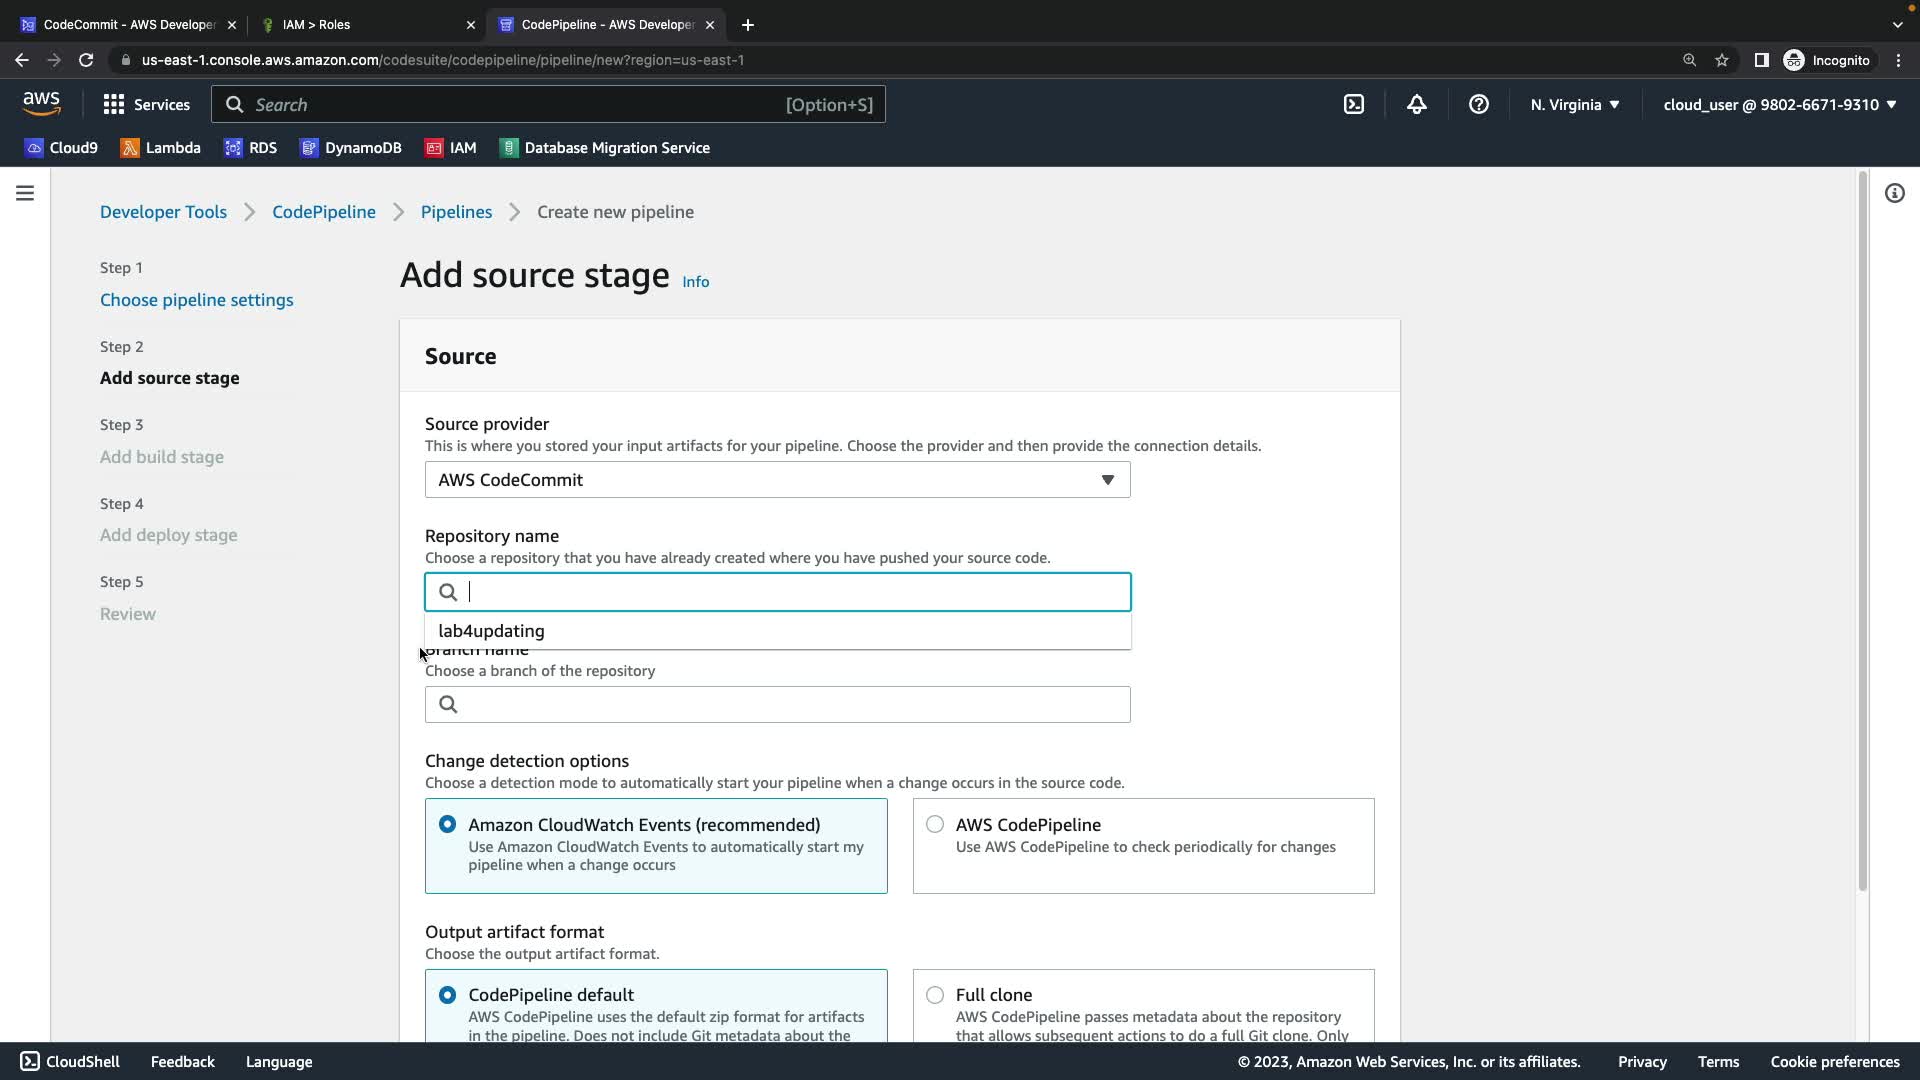 CodeCommit - AWS Developer
IAM > Roles
CodePipeline - AWS Developer
us-east-1.console.aws.amazon.com/codesuite/codepipeline/pipeline/new?region=us-east-1
Incognito
aws
Services
Search
[Option+S]
N. Virginia
cloud_user @ 9802-6671-9310
Cloud9
Lambda
RDS
DynamoDB
IAM
Database Migration Service
Developer Tools
CodePipeline
Pipelines
Create new pipeline
Step 1
Choose pipeline settings
Step 2
Add source stage
Step 3
Add build stage
Step 4
Add deploy stage
Step 5
Review
Add source stage Info
Source
Source provider
This is where you stored your input artifacts for your pipeline. Choose the provider and then provide the connection details.
AWS CodeCommit
Repository name
Choose a repository that you have already created where you have pushed your source code.
lab4updating
Branch name
Choose a branch of the repository
Change detection options
Choose a detection mode to automatically start your pipeline when a change occurs in the source code.
Amazon CloudWatch Events (recommended)
Use Amazon CloudWatch Events to automatically start my
pipeline when a change occurs
AWS CodePipeline
Use AWS CodePipeline to check periodically for changes
Output artifact format
Choose the output artifact format.
CodePipeline default
AWS CodePipeline uses the default zip format for artifacts
in the pipeline. Does not include Git metadata about the
Full clone
AWS CodePipeline passes metadata about the repository
that allows subsequent actions to do a full Git clone. Only
CloudShell
Feedback
Language
© 2023, Amazon Web Services, Inc. or its affiliates.
Privacy
Terms
Cookie preferences